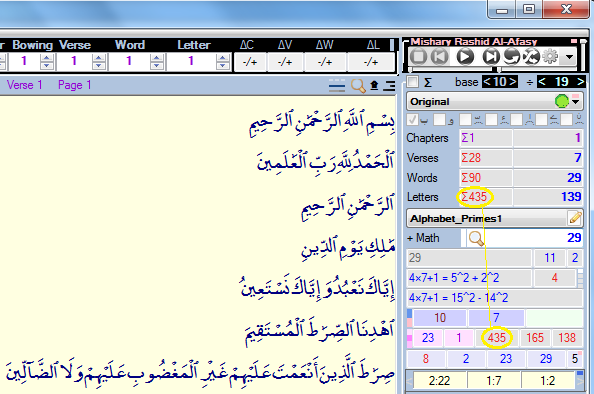 Bowing Verse Word Letter ΔC ΔV ΔW ΔL
1 1 1 1 -/+ -/+ -/+ -/+
Verse 1 Page 1
بِسْمِ ٱللَّهِ ٱلرَّحْمَٰنِ ٱلرَّحِيمِ
ٱلْحَمْدُ لِلَّهِ رَبِّ ٱلْعَٰلَمِينَ
ٱلرَّحْمَٰنِ ٱلرَّحِيمِ
مَٰلِكِ يَوْمِ ٱلدِّينِ
إِيَّاكَ نَعْبُدُ وَإِيَّاكَ نَسْتَعِينُ
ٱهْدِنَا ٱلصِّرَٰطَ ٱلْمُسْتَقِيمَ
صِرَٰطَ ٱلَّذِينَ أَنْعَمْتَ عَلَيْهِمْ غَيْرِ ٱلْمَغْضُوبِ عَلَيْهِمْ وَلَا ٱلضَّآلِّينَ
Mishary Rashid Al-Afasy
Σ base < 10 > ÷ < 19 >
Original
Chapters Σ1 1
Verses Σ28 7
Words Σ90 29
Letters Σ435 139
Alphabet_Primes1
+ Math 29
29 11 2
4×7+1 = 5^2 + 2^2 4
4×7+1 = 15^2 - 14^2
10 7
23 1 435 165 138
8 2 23 29 5
2:22 1:7 1:2